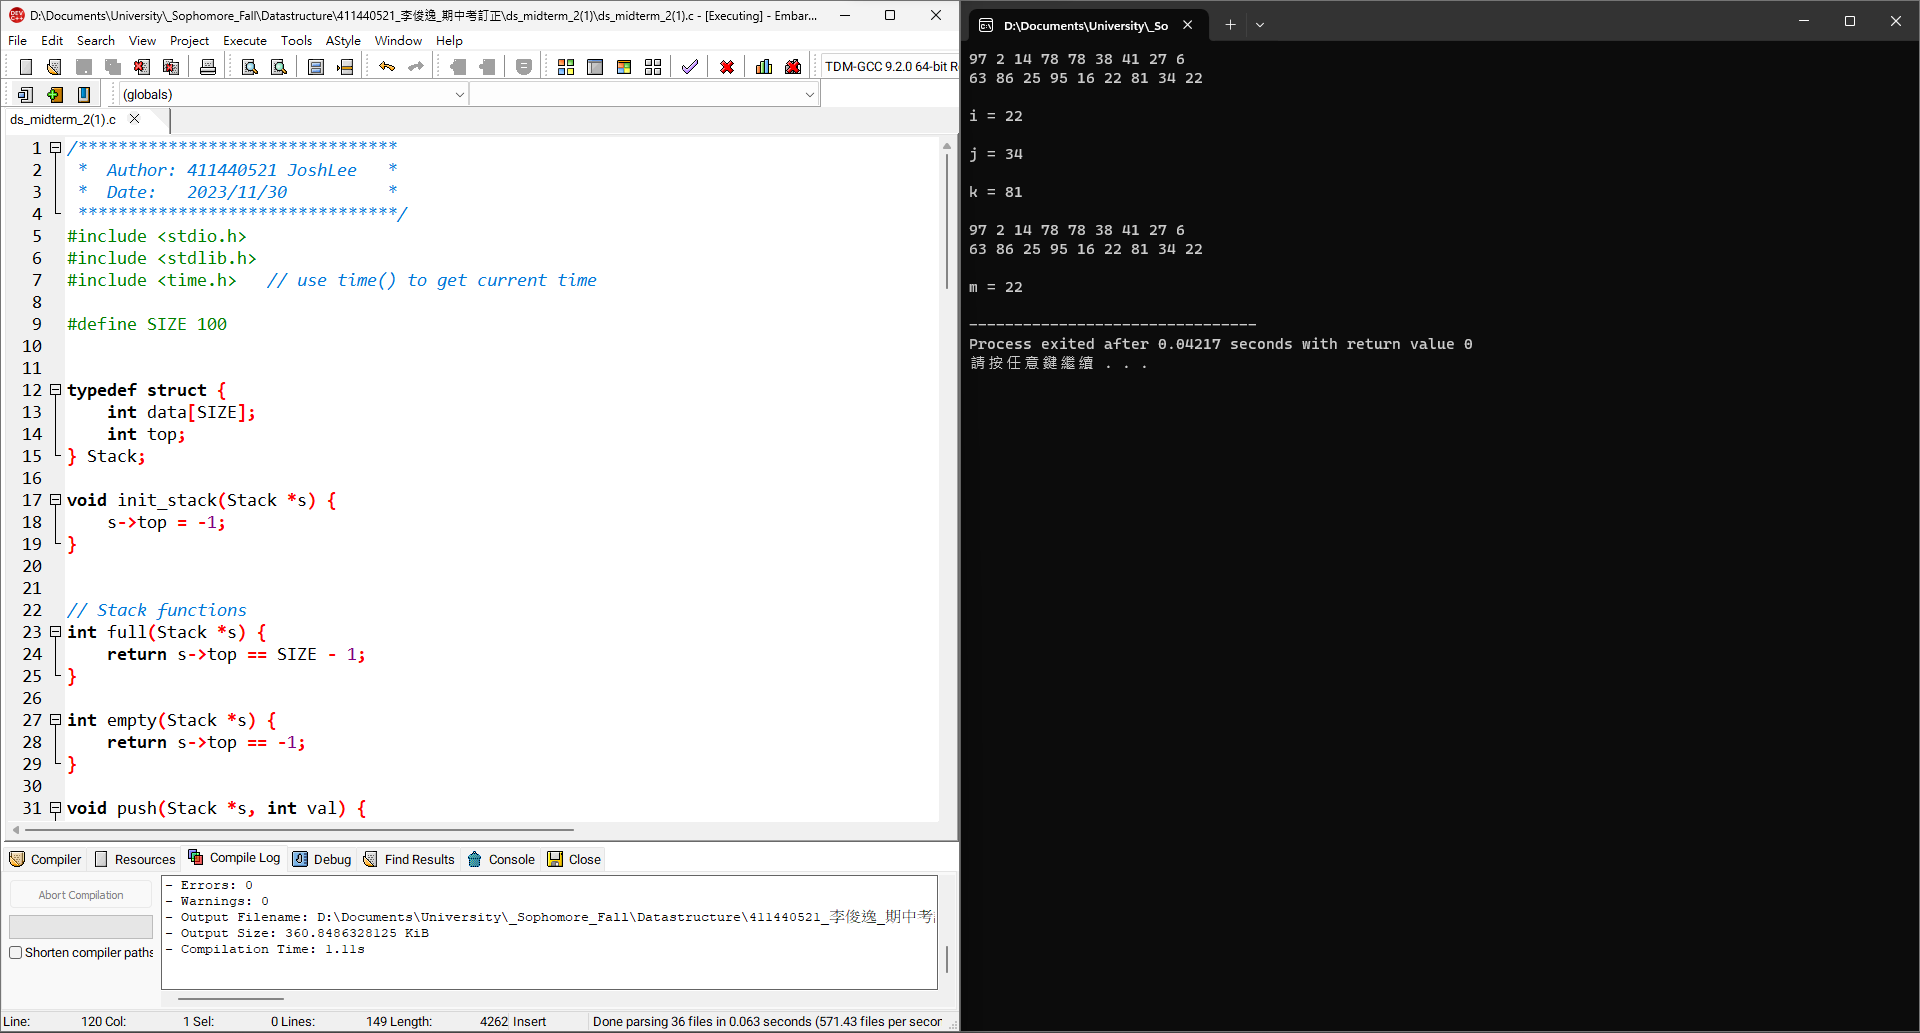 D:\Documents\University\_Sophomore_Fall\Datastructure\411440521_李俊逸_期中考訂正\ds_midterm_2(1)\ds_midterm_2(1).c - [Executing] - Embar...
File Edit Search View Project Execute Tools AStyle Window Help
TDM-GCC 9.2.0 64-bit R
(globals)
ds_midterm_2(1).c
1 /********************************
2 * Author: 411440521 JoshLee *
3 * Date: 2023/11/30 *
4 ********************************/
5 #include <stdio.h>
6 #include <stdlib.h>
7 #include <time.h> // use time() to get current time
8
9 #define SIZE 100
10
11
12 typedef struct {
13 int data[SIZE];
14 int top;
15 } Stack;
16
17 void init_stack(Stack *s) {
18 s->top = -1;
19 }
20
21
22 // Stack functions
23 int full(Stack *s) {
24 return s->top == SIZE - 1;
25 }
26
27 int empty(Stack *s) {
28 return s->top == -1;
29 }
30
31 void push(Stack *s, int val) {
Compiler Resources Compile Log Debug Find Results Console Close
Abort Compilation
Shorten compiler paths
- Errors: 0
- Warnings: 0
- Output Filename: D:\Documents\University\_Sophomore_Fall\Datastructure\411440521_李俊逸_期中考
- Output Size: 360.8486328125 KiB
- Compilation Time: 1.11s
Line: 120 Col: 1 Sel: 0 Lines: 149 Length: 4262 Insert Done parsing 36 files in 0.063 seconds (571.43 files per secor
D:\Documents\University\_So
97 2 14 78 78 38 41 27 6
63 86 25 95 16 22 81 34 22
i = 22
j = 34
k = 81
97 2 14 78 78 38 41 27 6
63 86 25 95 16 22 81 34 22
m = 22
--------------------------------
Process exited after 0.04217 seconds with return value 0
請按任意鍵繼續 . . .